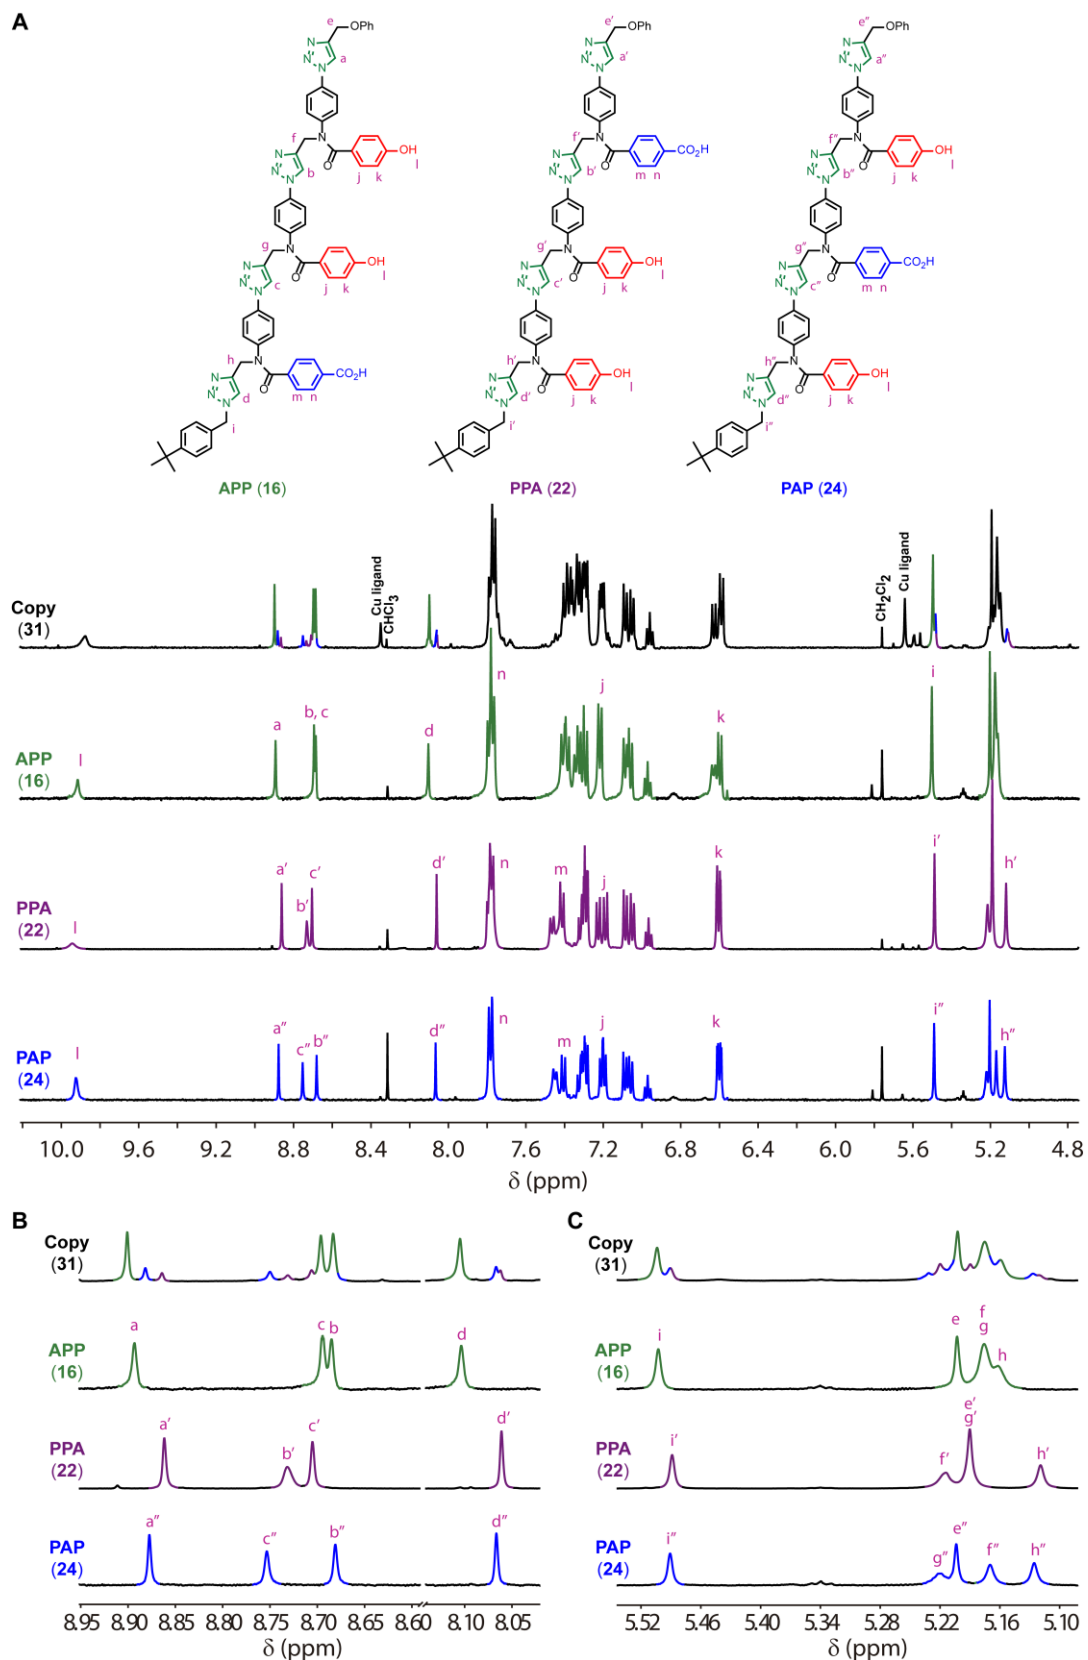 A
e OPh e′ OPh e″ OPh
N N N a N N N a′ N N N a″
f N O j k OH l
f′ N O m n CO2H
f″ N O j k OH l
N N N b N N N b′ N N N b″
g N O j k OH l
g′ N O j k OH l
g″ N O m n CO2H
N N N c N N N c′ N N N c″
h N O m n CO2H
h′ N O j k OH l
h″ N O j k OH l
N N N d N N N d′ N N N d″
i i′ i″
APP (16) PPA (22) PAP (24)
Copy
(31)
Cu ligand
CHCl3
CH2Cl2
Cu ligand
APP
(16)
l a b, c d n j k i
PPA
(22)
l a′ b′ c′ d′ n m j k i′ h′
PAP
(24)
l a″ c″ b″ d″ n m j k i″ h″
10.0 9.6 9.2 8.8 8.4 8.0 7.6 7.2 6.8 6.4 6.0 5.6 5.2 4.8
δ (ppm)
B
Copy
(31)
APP
(16)
a c b d
PPA
(22)
a′ b′ c′ d′
PAP
(24)
a″ c″ b″ d″
8.95 8.90 8.85 8.80 8.75 8.70 8.65 8.60 8.10 8.05
δ (ppm)
C
Copy
(31)
APP
(16)
i e f g h
PPA
(22)
i′ f′ e′ g′ h′
PAP
(24)
i″ g″ e″ f″ h″
5.52 5.46 5.40 5.34 5.28 5.22 5.16 5.10
δ (ppm)